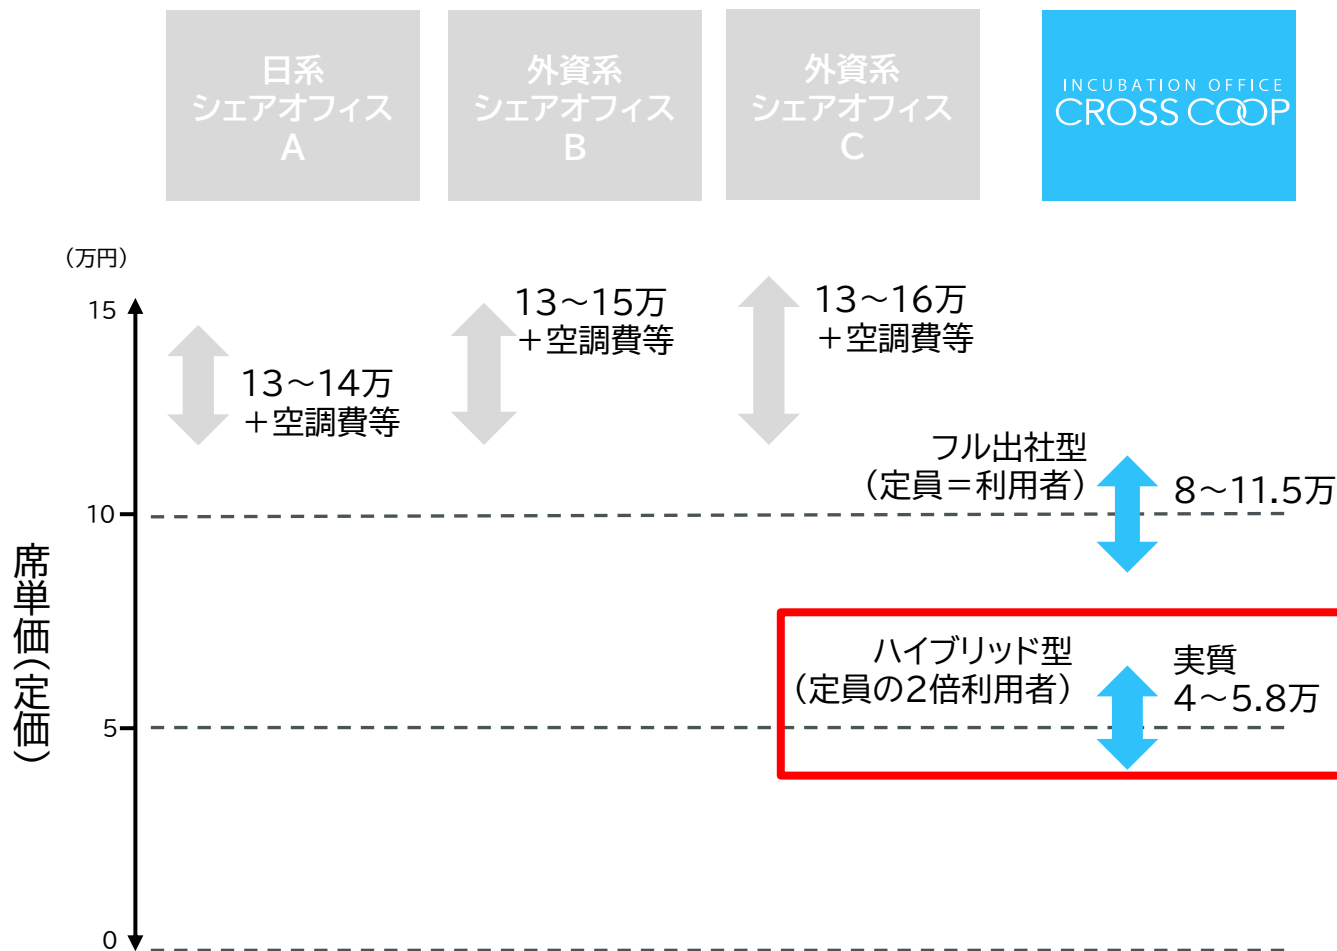 日系
シェアオフィス
A
外資系
シェアオフィス
B
外資系
シェアオフィス
C
INCUBATION OFFICE
CROSS COOP
（万円）
15
10
5
0
席単価（定価）
13～14万
＋空調費等
13～15万
＋空調費等
13～16万
＋空調費等
フル出社型
（定員＝利用者）
8～11.5万
ハイブリッド型
（定員の2倍利用者）
実質
4～5.8万